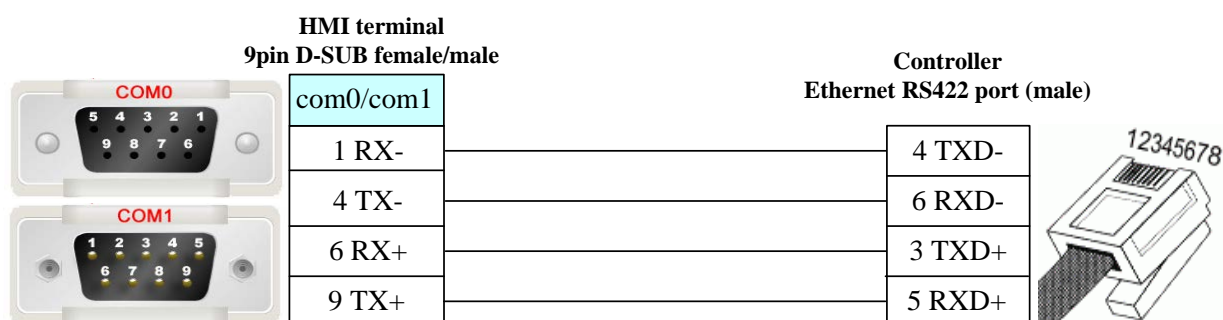 HMI terminal
9pin D-SUB female/male
Controller
Ethernet RS422 port (male)
COM0
5 4 3 2 1
9 8 7 6
COM1
1 2 3 4 5
6 7 8 9
com0/com1
1 RX-
4 TXD-
4 TX-
6 RXD-
6 RX+
3 TXD+
9 TX+
5 RXD+
12345678